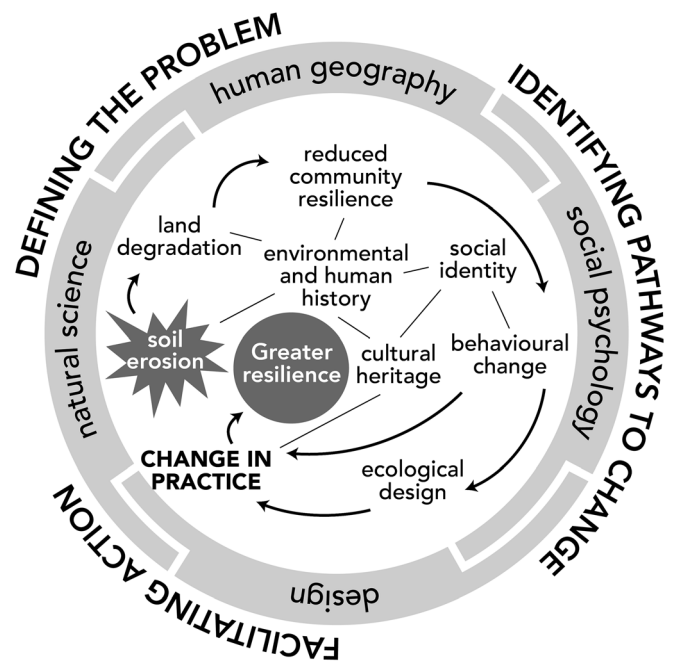 DEFINING THE PROBLEM
IDENTIFYING PATHWAYS TO CHANGE
FACILITATING ACTION
human geography
social psychology
design
natural science
reduced
community
resilience
land
degradation
environmental
and human
history
social
identity
soil
erosion
Greater
resilience
cultural
heritage
behavioural
change
CHANGE IN
PRACTICE
ecological
design